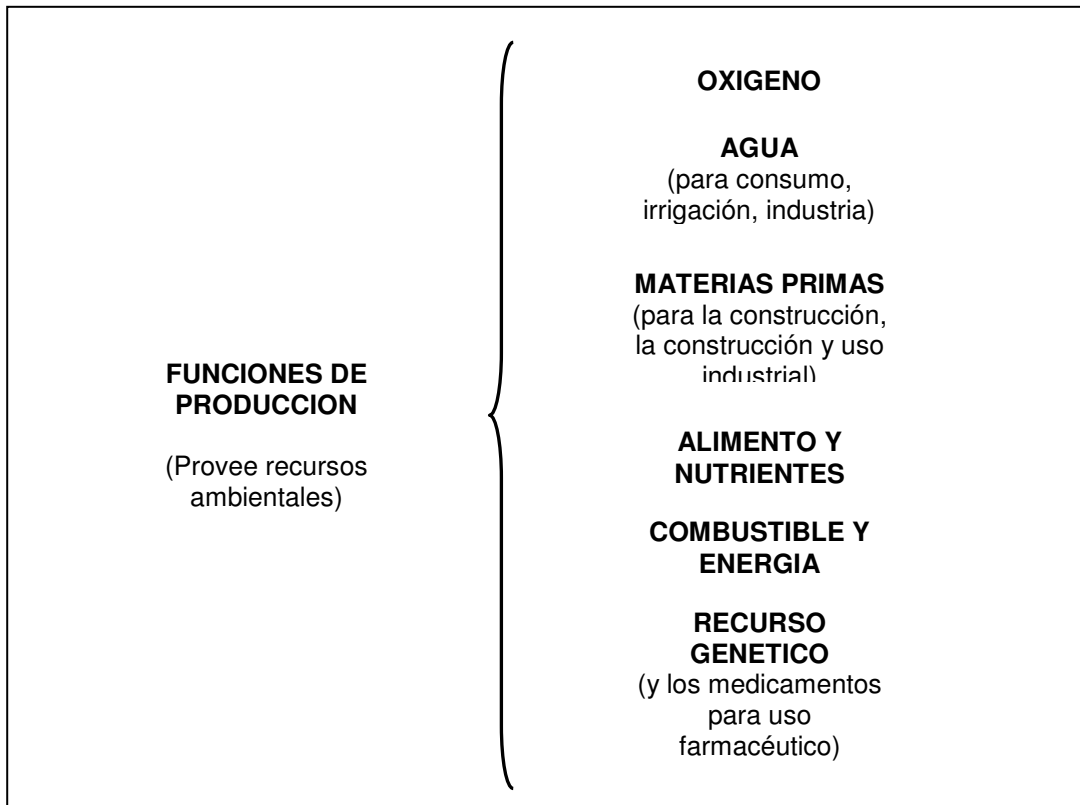 FUNCIONES DE
PRODUCCION
(Provee recursos
ambientales)
OXIGENO
AGUA
(para consumo,
irrigación, industria)
MATERIAS PRIMAS
(para la construcción,
la construcción y uso
industrial)
ALIMENTO Y
NUTRIENTES
COMBUSTIBLE Y
ENERGIA
RECURSO
GENETICO
(y los medicamentos
para uso
farmacéutico)